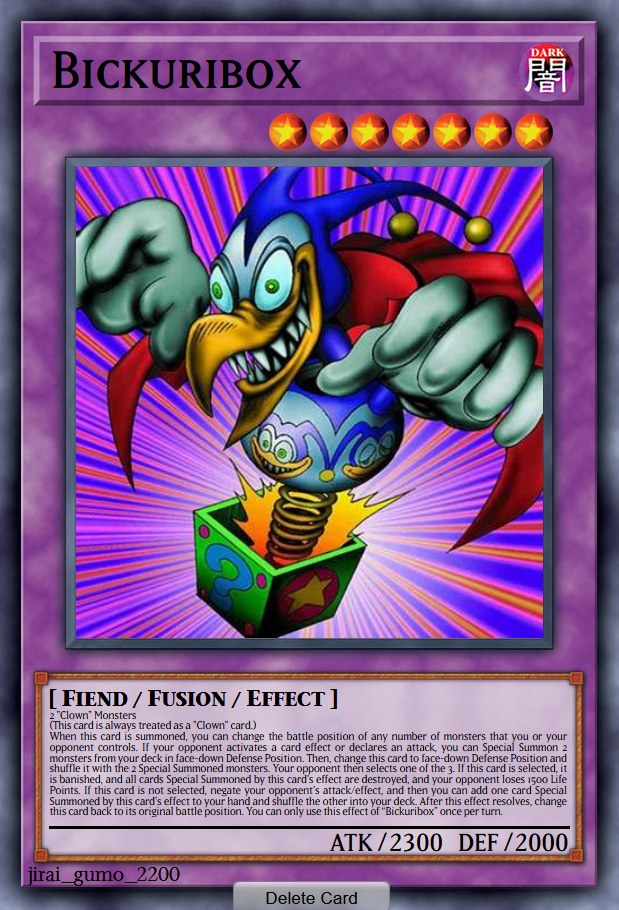 Bickuribox
DARK
闇
[ Fiend / Fusion / Effect ]
2 "Clown" Monsters
(This card is always treated as a "Clown" card.)
When this card is summoned, you can change the battle position of any number of monsters that you or your
opponent controls. If your opponent activates a card effect or declares an attack, you can Special Summon 2
monsters from your deck in face-down Defense Position. Then, change this card to face-down Defense Position and
shuffle it with the 2 Special Summoned monsters. Your opponent then selects one of the 3. If this card is selected, it
is banished, and all cards Special Summoned by this card's effect are destroyed, and your opponent loses 1500 Life
Points. If this card is not selected, negate your opponent's attack/effect, and then you can add one card Special
Summoned by this card's effect to your hand and shuffle the other into your deck. After this effect resolves, change
this card back to its original battle position. You can only use this effect of "Bickuribox" once per turn.
ATK/2300 DEF/2000
jirai_gumo_2200
Delete Card